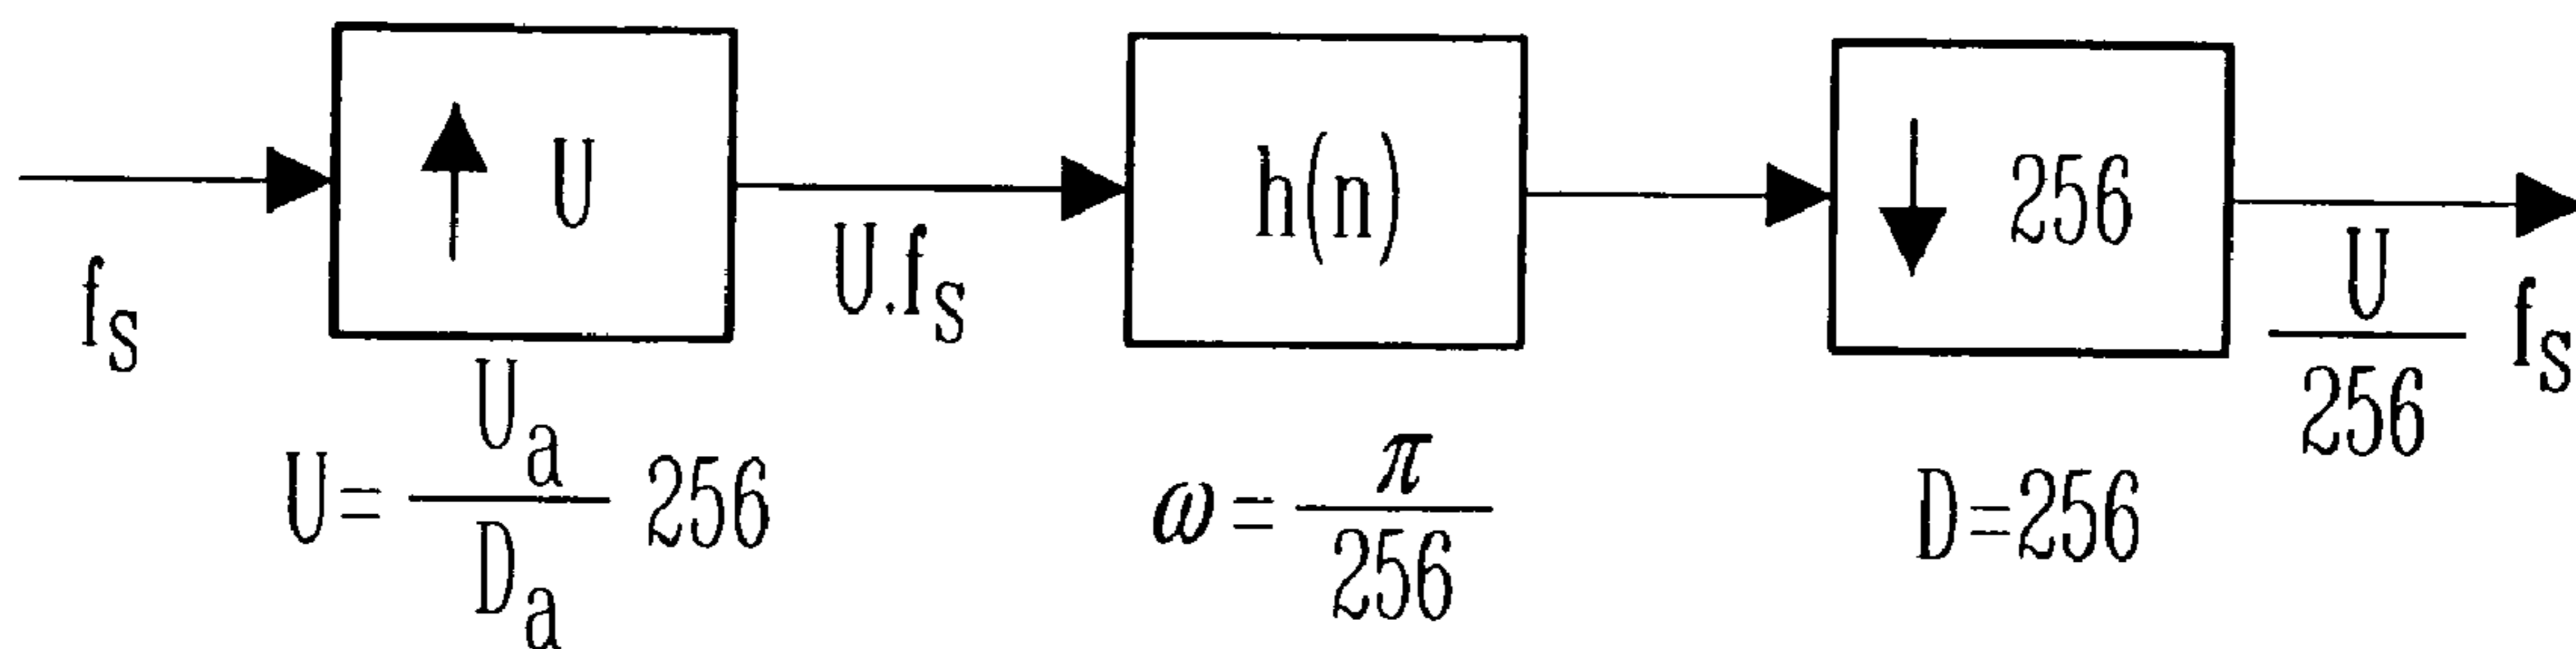 ↑ U
h(n)
↓ 256
f_s
U.f_s
U/256 f_s
U = U_a/D_a 256
ω = π/256
D=256